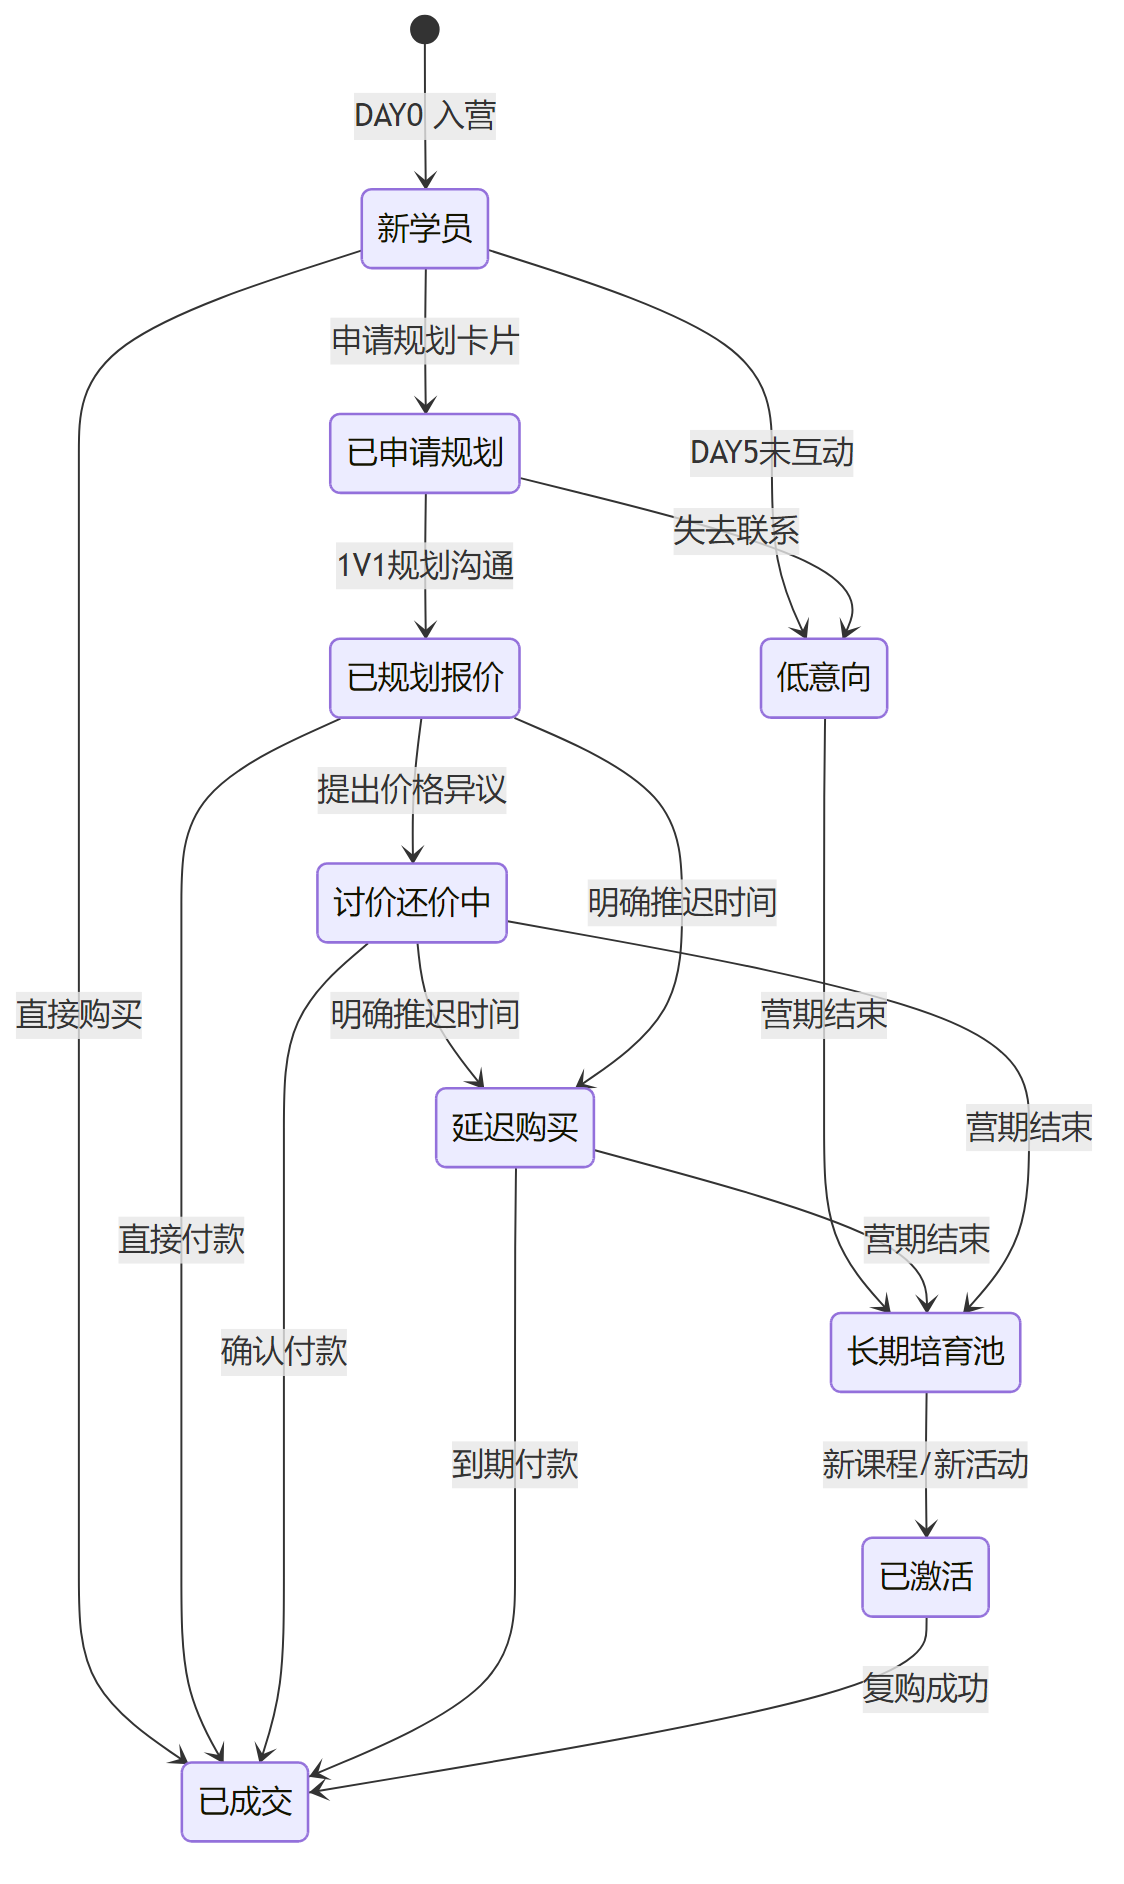 DAY0 入营
新学员
申请规划卡片
已申请规划
DAY5未互动
失去联系
1V1规划沟通
已规划报价
低意向
提出价格异议
讨价还价中
明确推迟时间
直接购买
明确推迟时间
营期结束
延迟购买
营期结束
直接付款
营期结束
确认付款
长期培育池
到期付款
新课程/新活动
已激活
复购成功
已成交